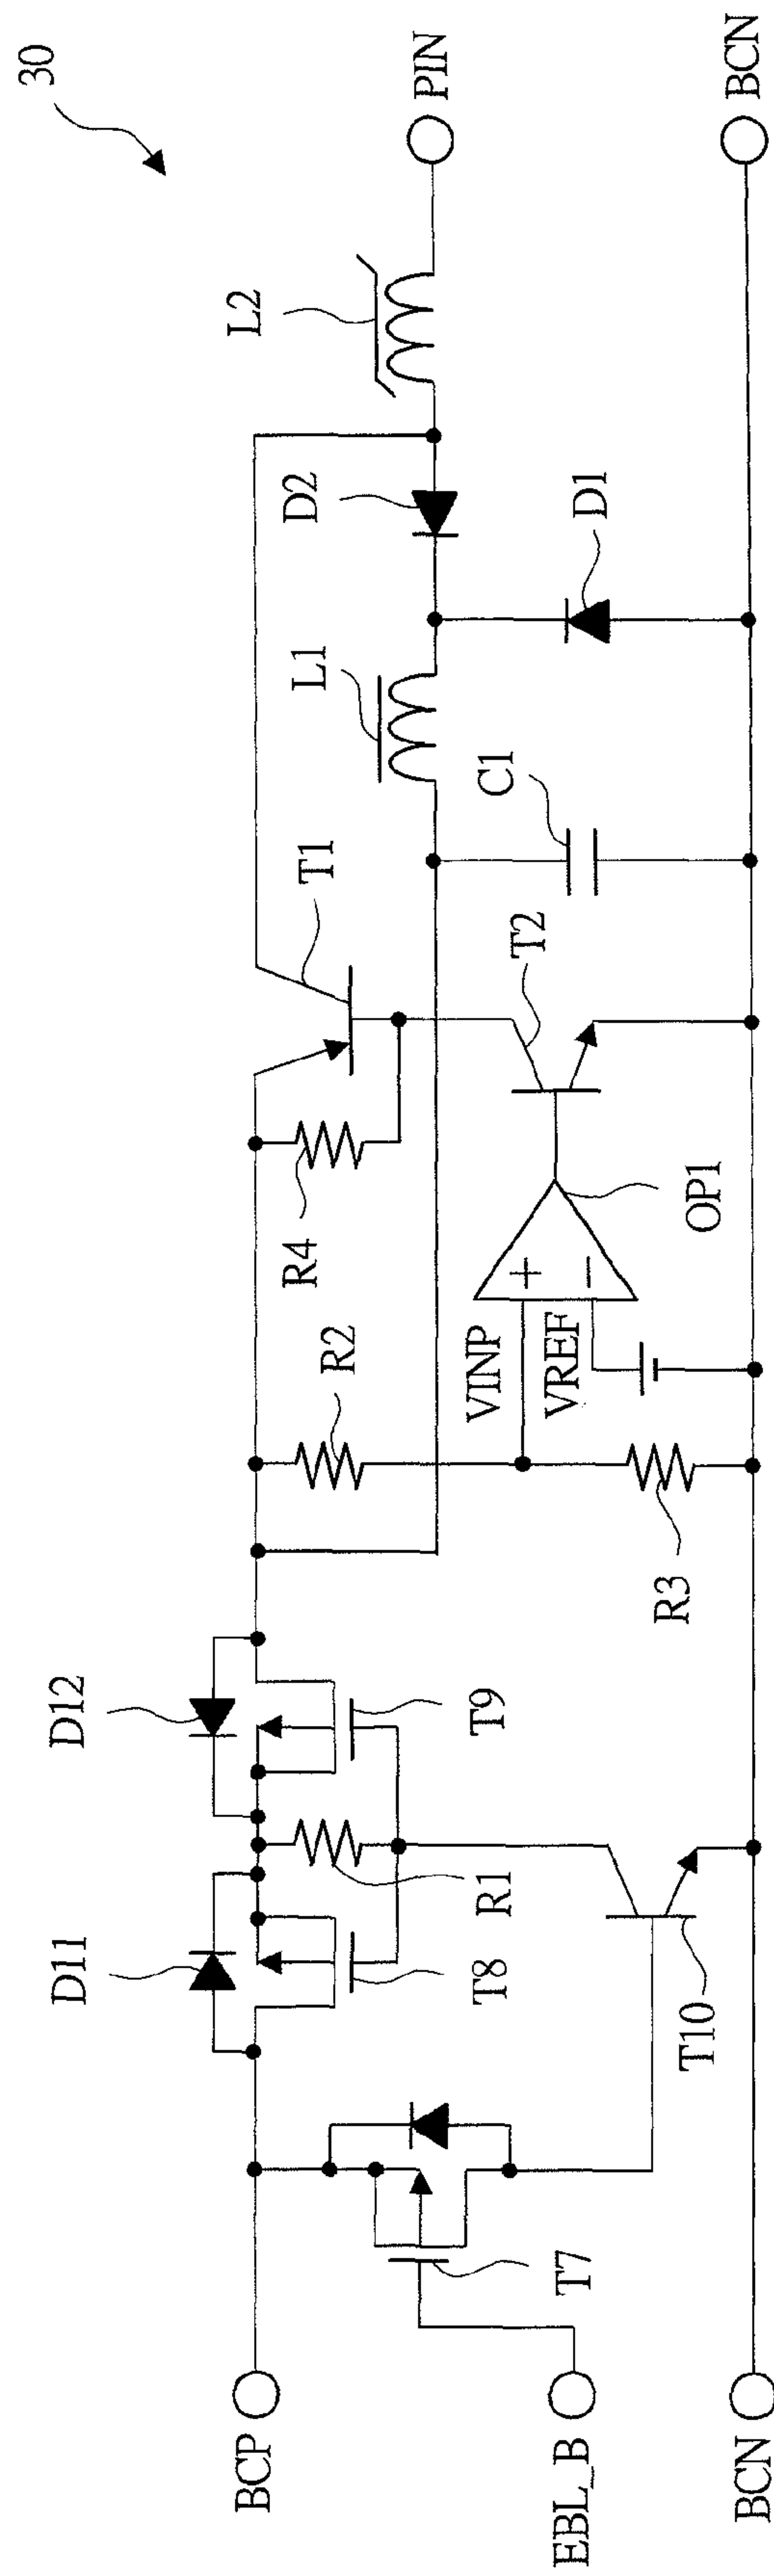 30
BCP
EBL_B
BCN
T7
D11
D12
T8
T9
R1
T10
R2
R3
R4
VINP
VREF
OP1
T1
T2
C1
L1
D1
D2
L2
PIN
BCN
+
−